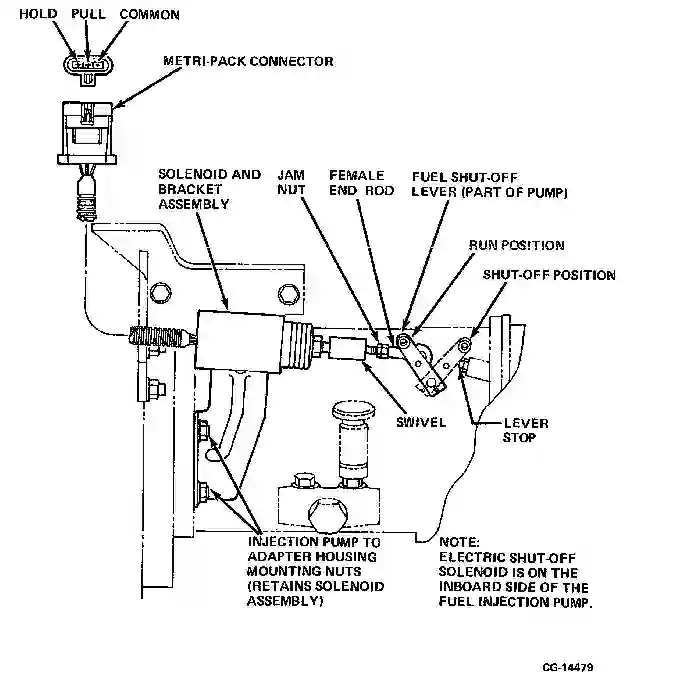 HOLD PULL COMMON
METRI-PACK CONNECTOR
SOLENOID AND
BRACKET
ASSEMBLY
JAM
NUT
FEMALE
END ROD
FUEL SHUT-OFF
LEVER (PART OF PUMP)
RUN POSITION
SHUT-OFF POSITION
SWIVEL
LEVER
STOP
INJECTION PUMP TO
ADAPTER HOUSING
MOUNTING NUTS
(RETAINS SOLENOID
ASSEMBLY)
NOTE:
ELECTRIC SHUT-OFF
SOLENOID IS ON THE
INBOARD SIDE OF THE
FUEL INJECTION PUMP.
CG-14479